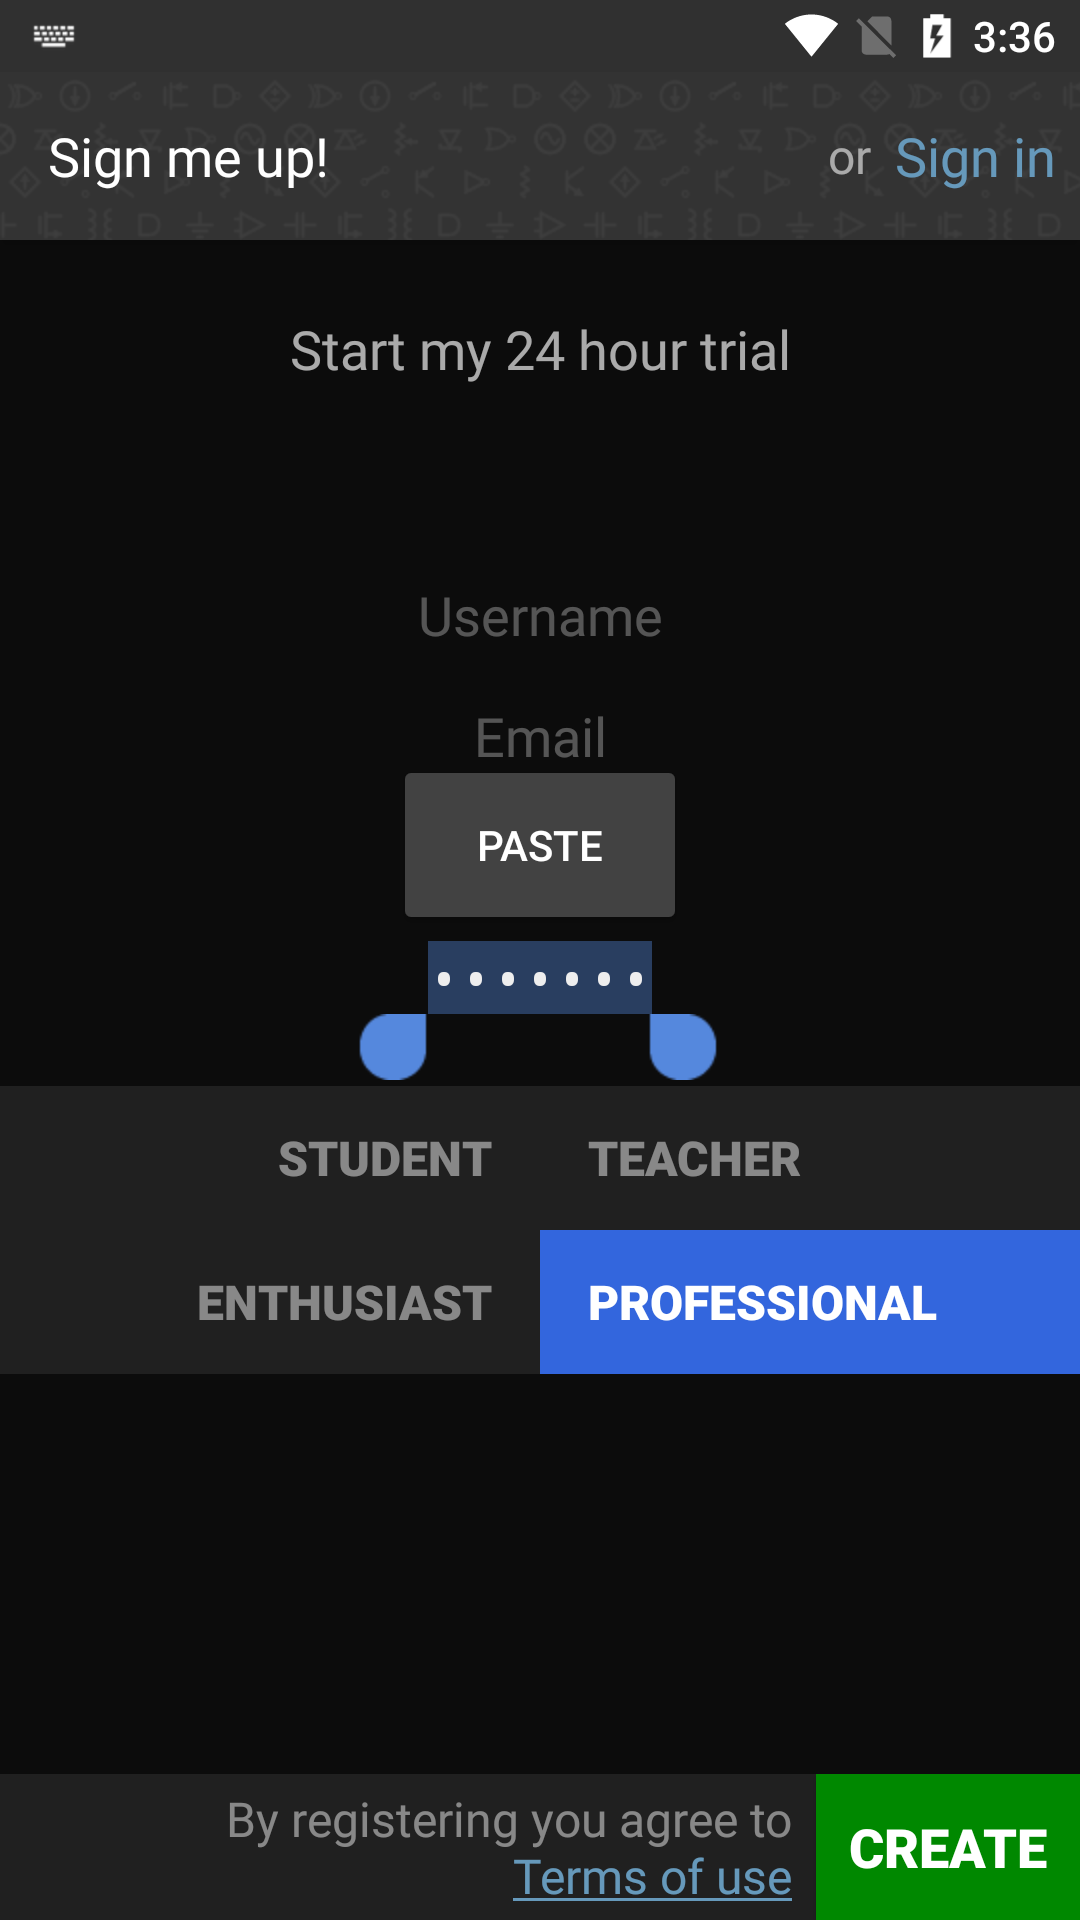 3:36
Sign me up!
or Sign in
Start my 24 hour trial
Username
Email
PASTE
•••••••
STUDENT
TEACHER
ENTHUSIAST
PROFESSIONAL
By registering you agree to
Terms of use
CREATE